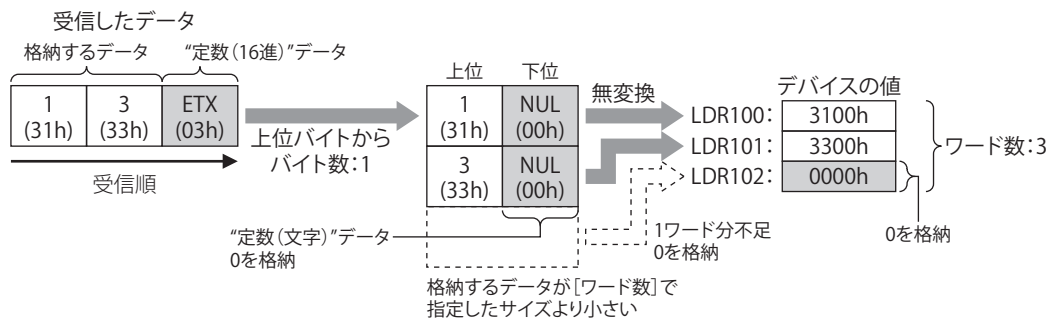 受信したデータ
格納するデータ
“定数(16進)”データ
1
(31h)
3
(33h)
ETX
(03h)
受信順
上位バイトから
バイト数:1
上位
下位
1
(31h)
NUL
(00h)
3
(33h)
NUL
(00h)
“定数(文字)”データ
0を格納
格納するデータが[ワード数]で
指定したサイズより小さい
無変換
1ワード分不足
0を格納
デバイスの値
LDR100:
3100h
LDR101:
3300h
LDR102:
0000h
ワード数:3
0を格納